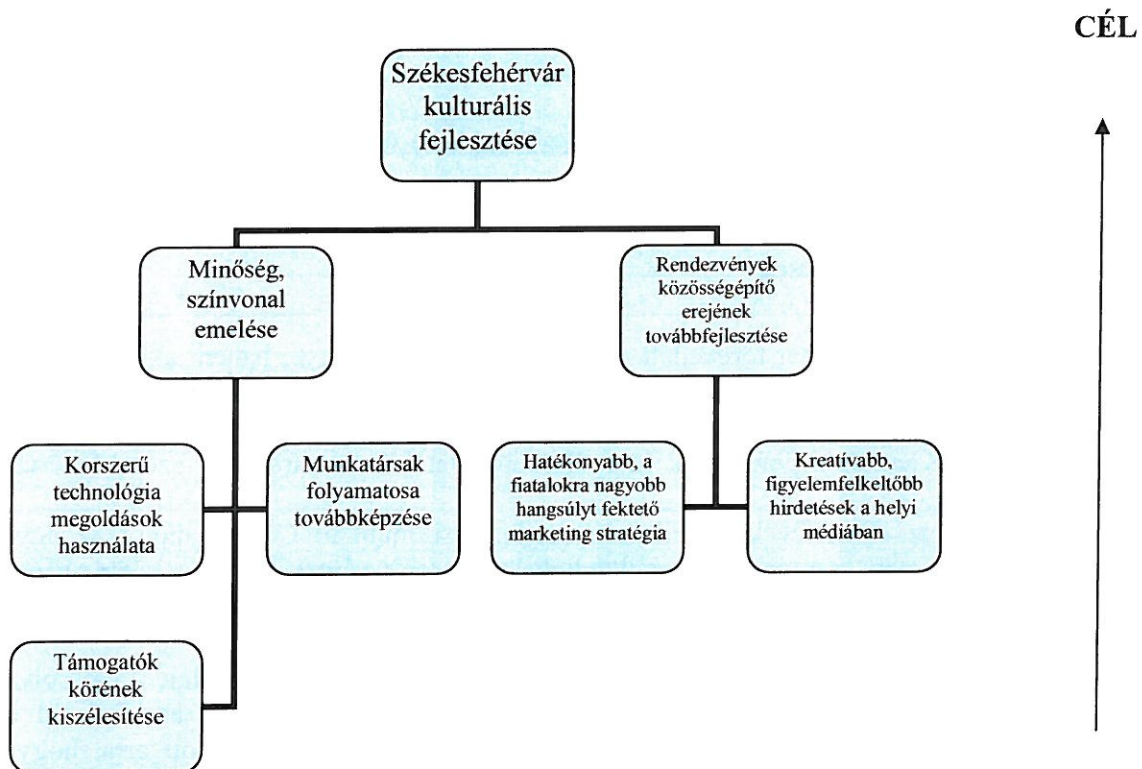 CÉL
Székesfehérvár
kulturális
fejlesztése
Minőség,
színvonal
emelése
Rendezvények
közösségépítő
erejének
továbbfejlesztése
Korszerű
technológia
megoldások
használata
Munkatársak
folyamatosa
továbbképzése
Hatékonyabb, a
fiatalokra nagyobb
hangsúlyt fektető
marketing stratégia
Kreatívabb,
figyelemfelkeltőbb
hirdetések a helyi
médiában
Támogatók
körének
kiszélesítése